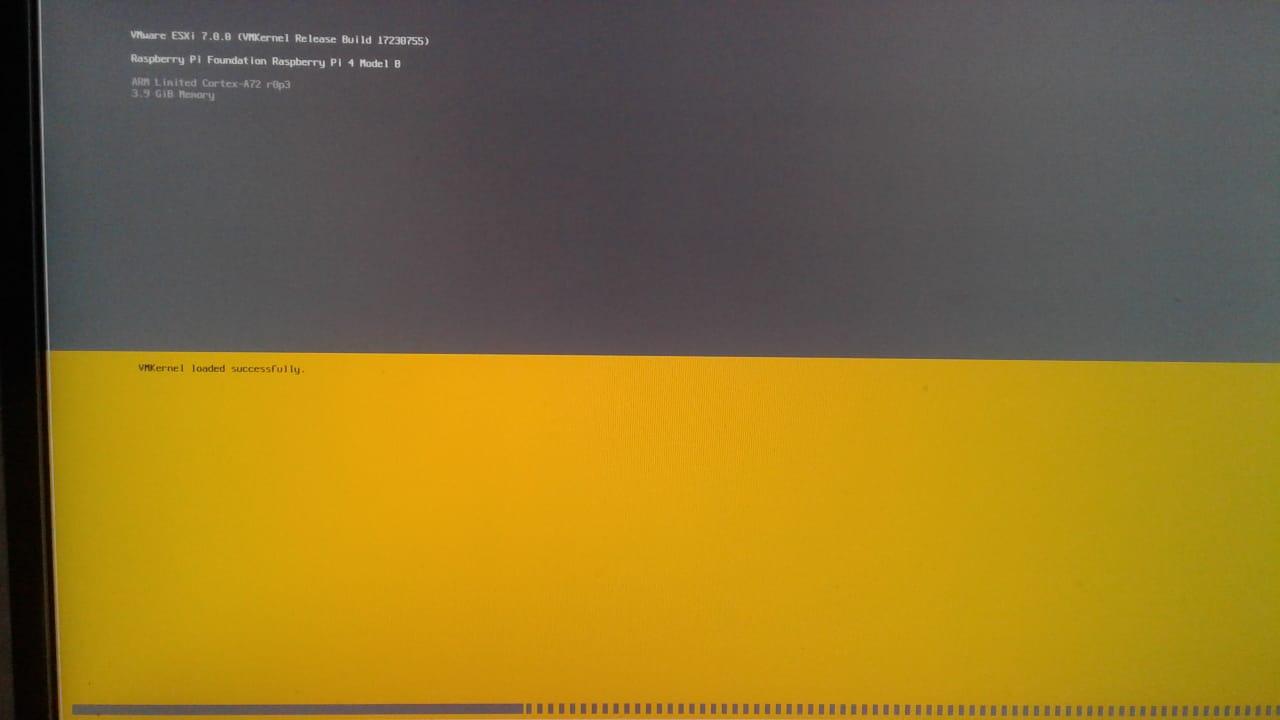 VMware ESXi 7.0.0 (VMKernel Release Build 17230755)
Raspberry Pi Foundation Raspberry Pi 4 Model B
ARM Limited Cortex-A72 r0p3
3.9 GiB Memory
VMKernel loaded successfully.